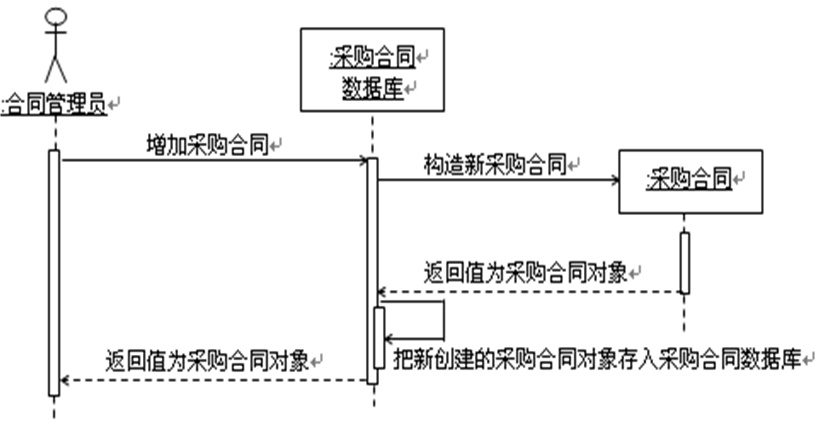 :采购合同
数据库
:合同管理员
增加采购合同
构造新采购合同
:采购合同
返回值为采购合同对象
把新创建的采购合同对象存入采购合同数据库
返回值为采购合同对象